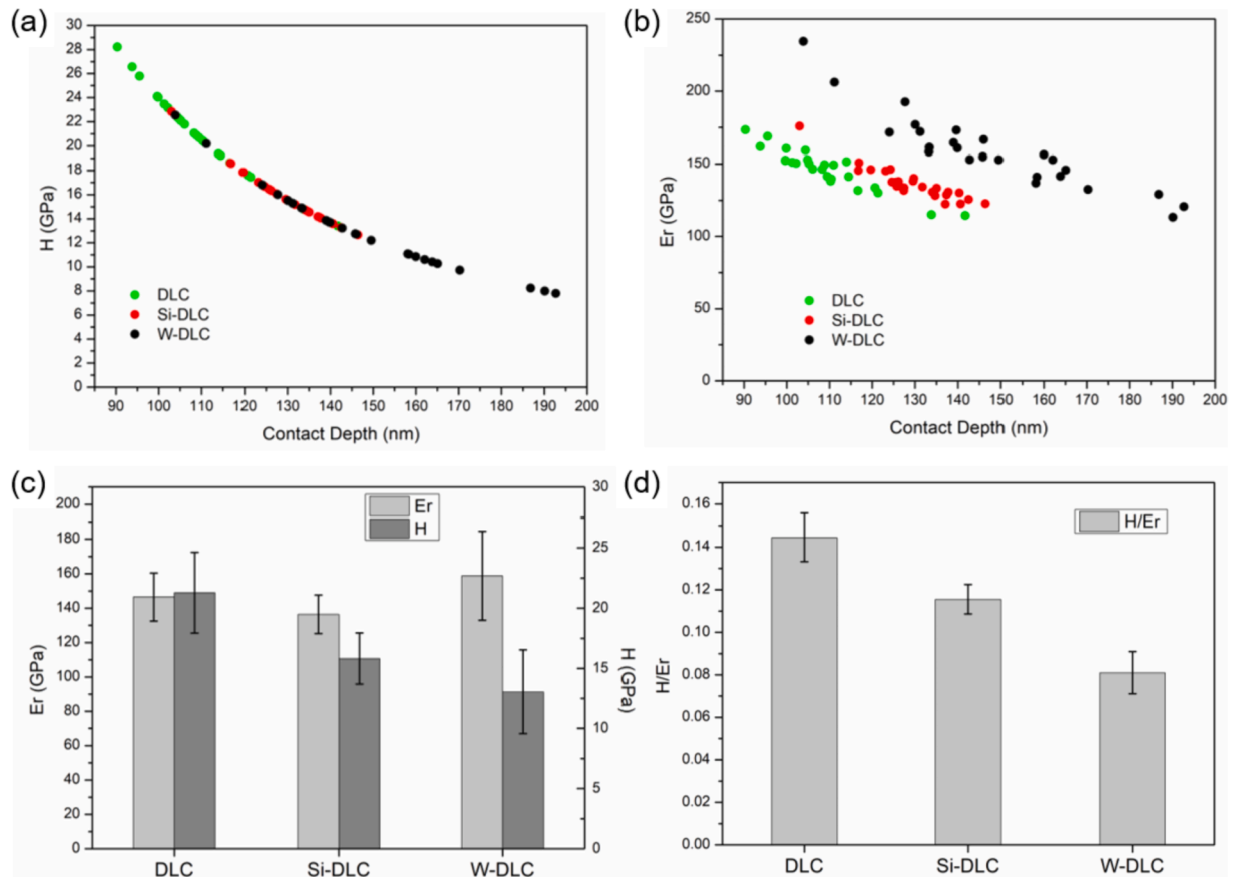 (a)
30
28
26
24
22
20
18
16
14
12
10
8
6
4
2
0
H (GPa)
DLC
Si-DLC
W-DLC
90 100 110 120 130 140 150 160 170 180 190 200
Contact Depth (nm)
(b)
250
200
150
100
50
0
Er (GPa)
DLC
Si-DLC
W-DLC
90 100 110 120 130 140 150 160 170 180 190 200
Contact Depth (nm)
(c)
200
180
160
140
120
100
80
60
40
20
0
Er (GPa)
Er
H
30
25
20
15
10
5
0
H (GPa)
DLC Si-DLC W-DLC
(d)
0.16
0.14
0.12
0.10
0.08
0.06
0.04
0.02
0.00
H/Er
H/Er
DLC Si-DLC W-DLC